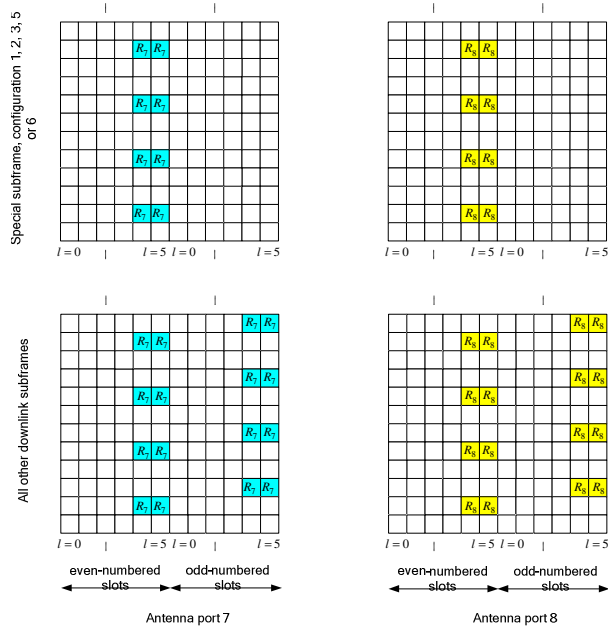 Special subframe, configuration 1, 2, 3, 5
or 6
R7 R7 R8 R8
R7 R7 R8 R8
R7 R7 R8 R8
R7 R7 R8 R8
l = 0 l = 5 l = 0 l = 5 l = 0 l = 5 l = 0 l = 5
All other downlink subframes
R7 R7 R8 R8
R7 R7 R8 R8
R7 R7 R8 R8
R7 R7 R8 R8
R7 R7 R8 R8
R7 R7 R8 R8
R7 R7 R8 R8
R7 R7 R8 R8
l = 0 l = 5 l = 0 l = 5 l = 0 l = 5 l = 0 l = 5
even-numbered odd-numbered even-numbered odd-numbered
slots slots slots slots
Antenna port 7 Antenna port 8